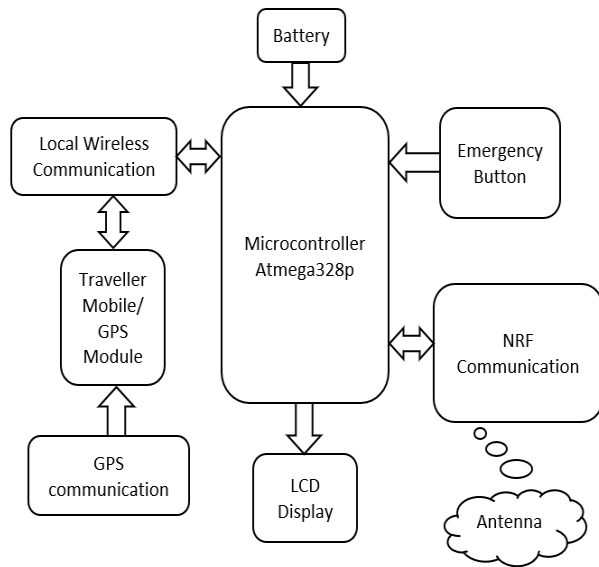 Battery
Local Wireless
Communication
Emergency
Button
Microcontroller
Atmega328p
Traveller
Mobile/
GPS
Module
NRF
Communication
GPS
communication
LCD
Display
Antenna